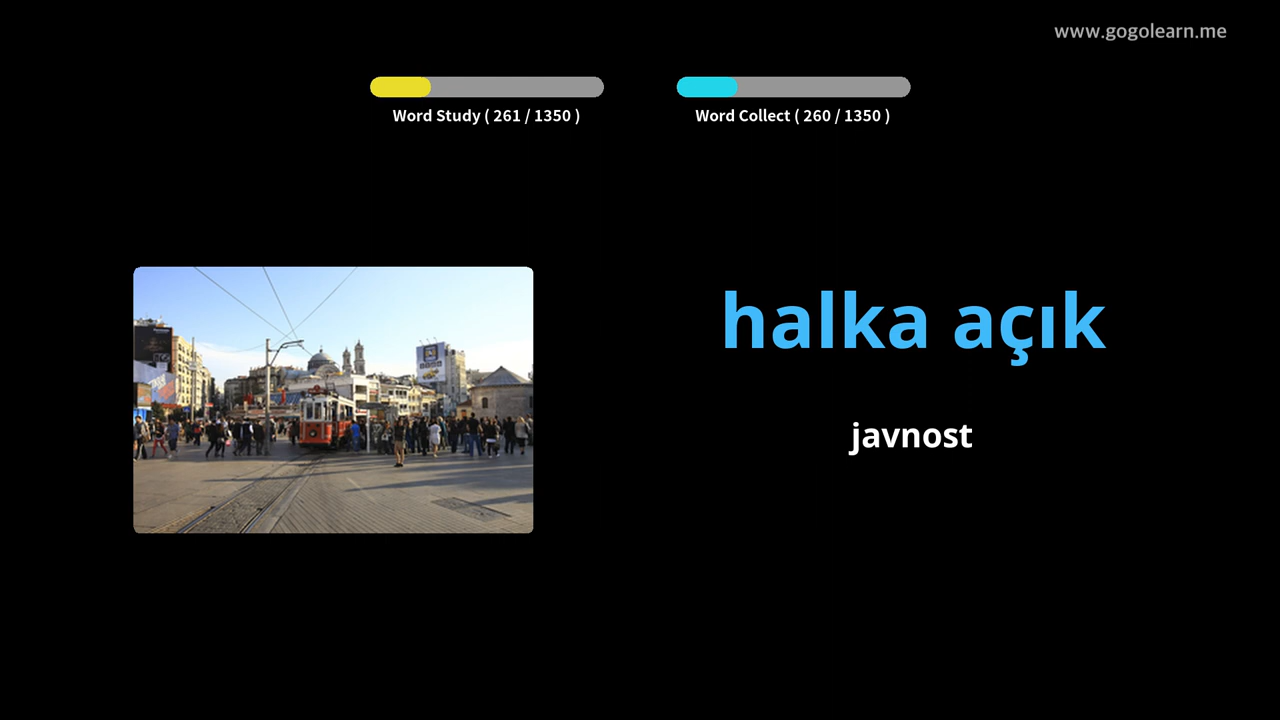 www.gogolearn.me
Word Study ( 261 / 1350 )
Word Collect ( 260 / 1350 )
halka açık
javnost